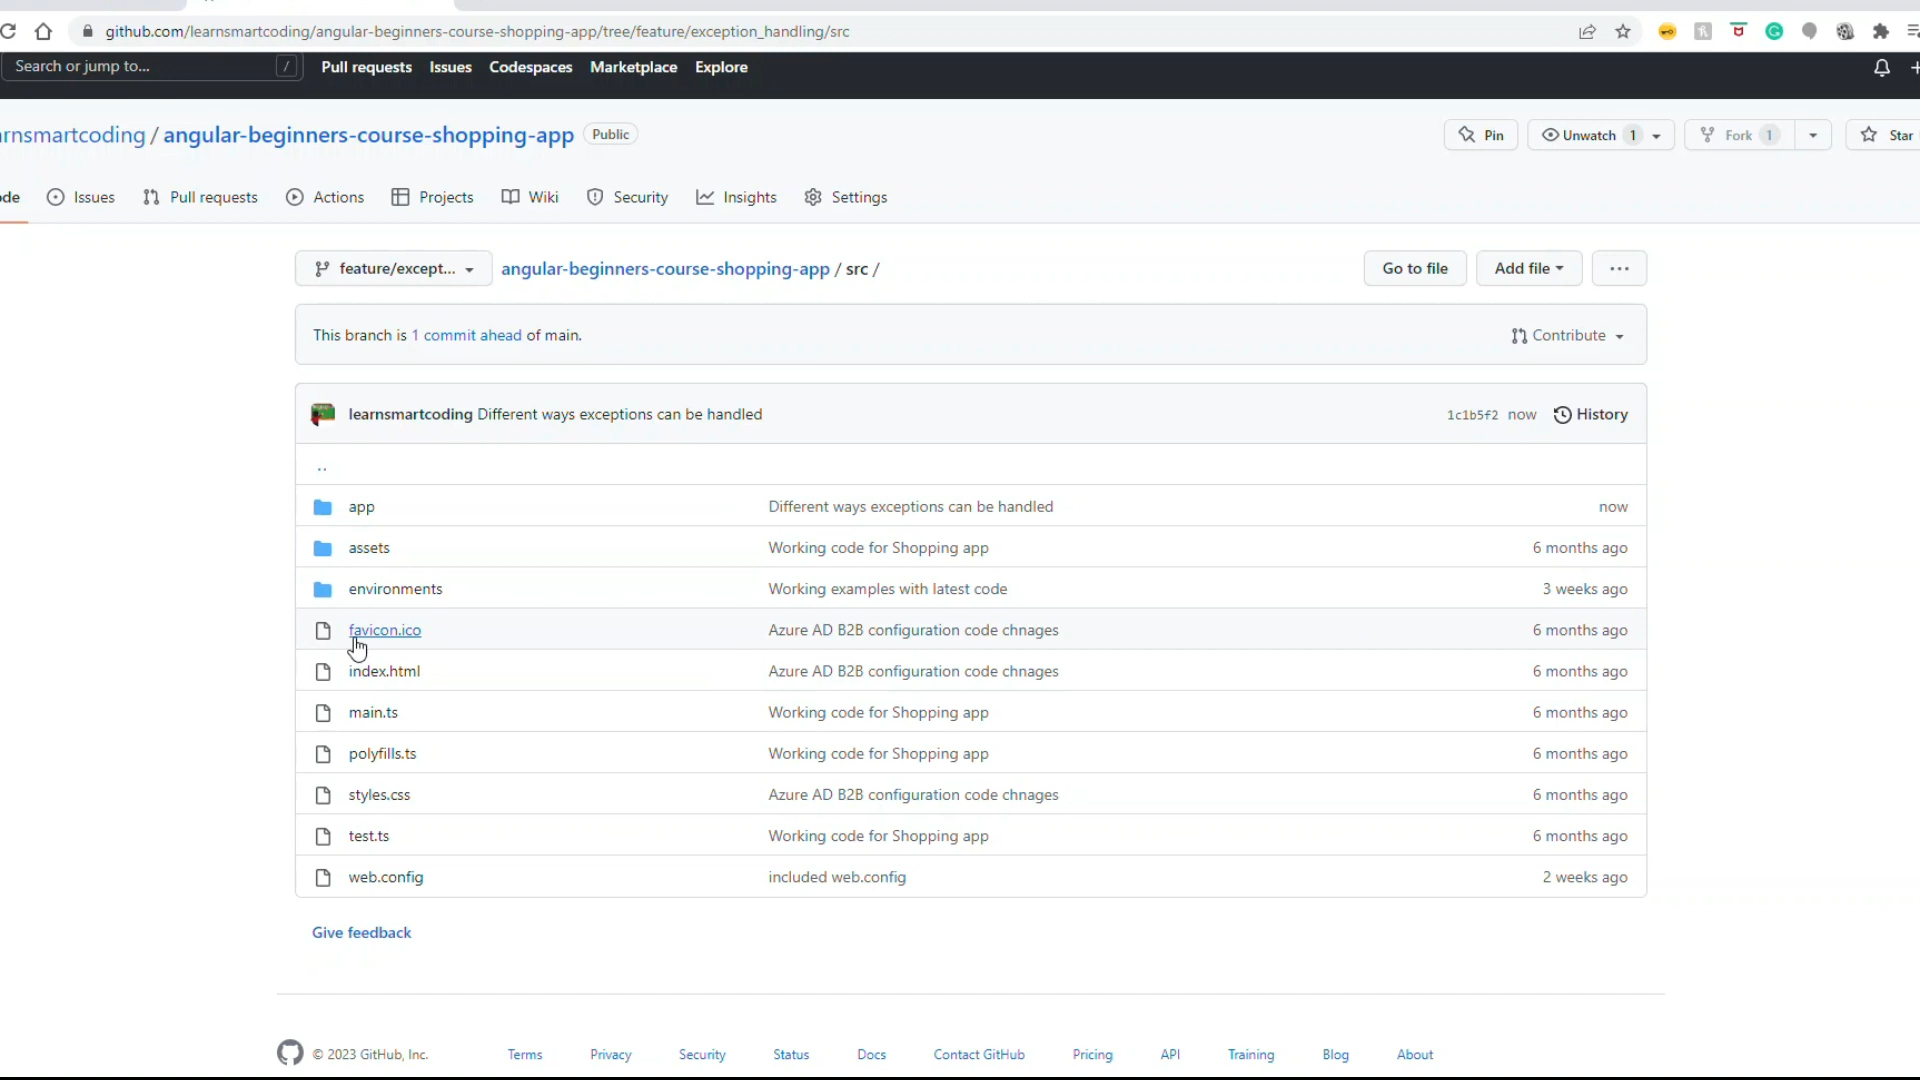 github.com/learnsmartcoding/angular-beginners-course-shopping-app/tree/feature/exception_handling/src
Search or jump to... / Pull requests Issues Codespaces Marketplace Explore
arnsmartcoding / angular-beginners-course-shopping-app Public Pin Unwatch 1 Fork 1 Star
ode Issues Pull requests Actions Projects Wiki Security Insights Settings
feature/except... angular-beginners-course-shopping-app / src / Go to file Add file ...
This branch is 1 commit ahead of main. Contribute
learnsmartcoding Different ways exceptions can be handled 1c1b5f2 now History
..
app Different ways exceptions can be handled now
assets Working code for Shopping app 6 months ago
environments Working examples with latest code 3 weeks ago
favicon.ico Azure AD B2B configuration code chnages 6 months ago
index.html Azure AD B2B configuration code chnages 6 months ago
main.ts Working code for Shopping app 6 months ago
polyfills.ts Working code for Shopping app 6 months ago
styles.css Azure AD B2B configuration code chnages 6 months ago
test.ts Working code for Shopping app 6 months ago
web.config included web.config 2 weeks ago
Give feedback
© 2023 GitHub, Inc. Terms Privacy Security Status Docs Contact GitHub Pricing API Training Blog About